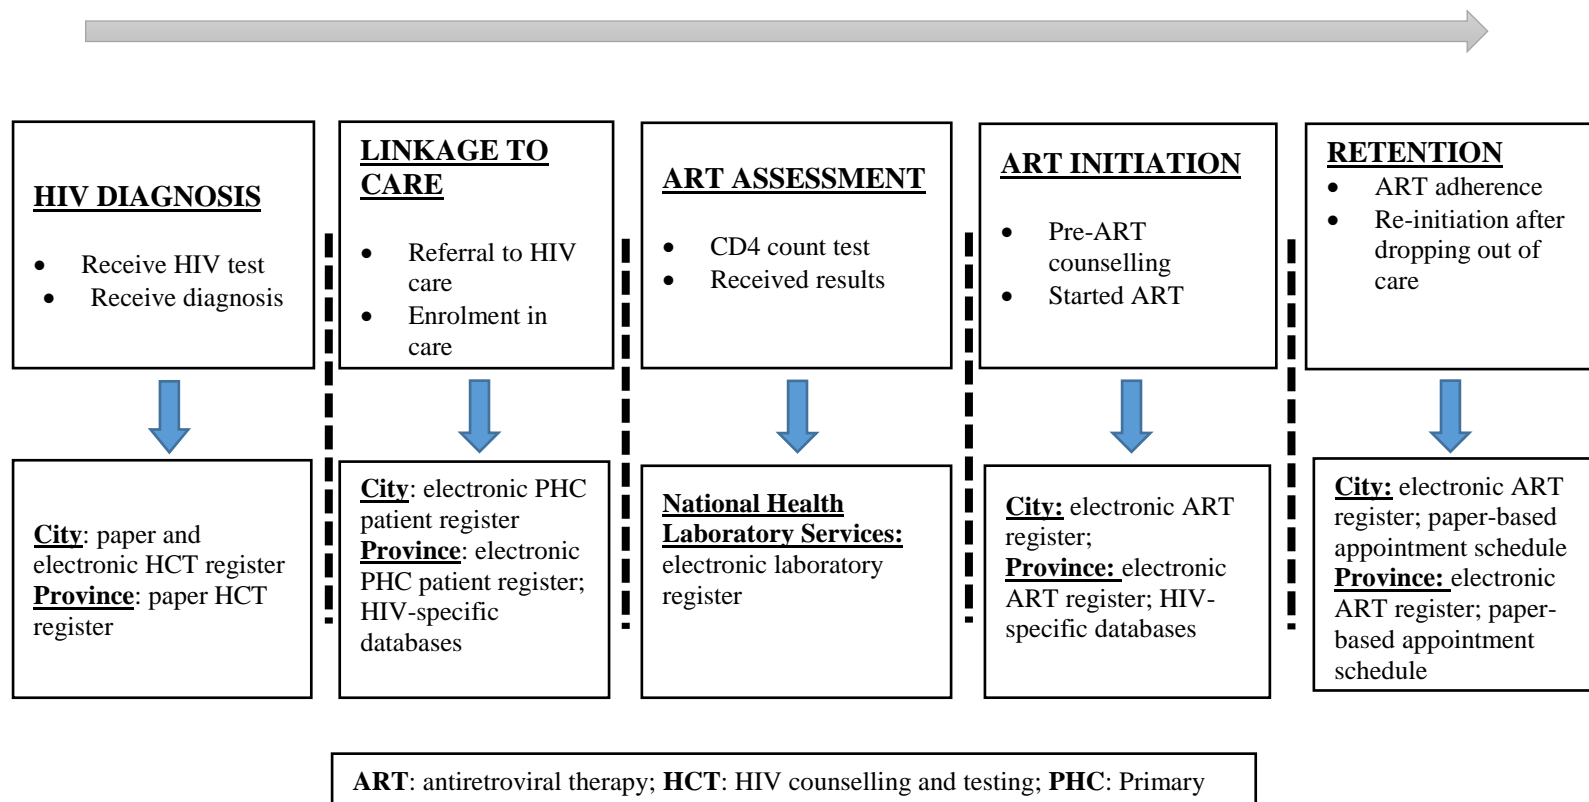 HIV DIAGNOSIS
• Receive HIV test
• Receive diagnosis
LINKAGE TO
CARE
• Referral to HIV
care
• Enrolment in
care
ART ASSESSMENT
• CD4 count test
• Received results
ART INITIATION
• Pre-ART
counselling
• Started ART
RETENTION
• ART adherence
• Re-initiation after
dropping out of
care
City: paper and
electronic HCT register
Province: paper HCT
register
City: electronic PHC
patient register
Province: electronic
PHC patient register;
HIV-specific
databases
National Health
Laboratory Services:
electronic laboratory
register
City: electronic ART
register;
Province: electronic
ART register; HIV-
specific databases
City: electronic ART
register; paper-based
appointment schedule
Province: electronic
ART register; paper-
based appointment
schedule
ART: antiretroviral therapy; HCT: HIV counselling and testing; PHC: Primary